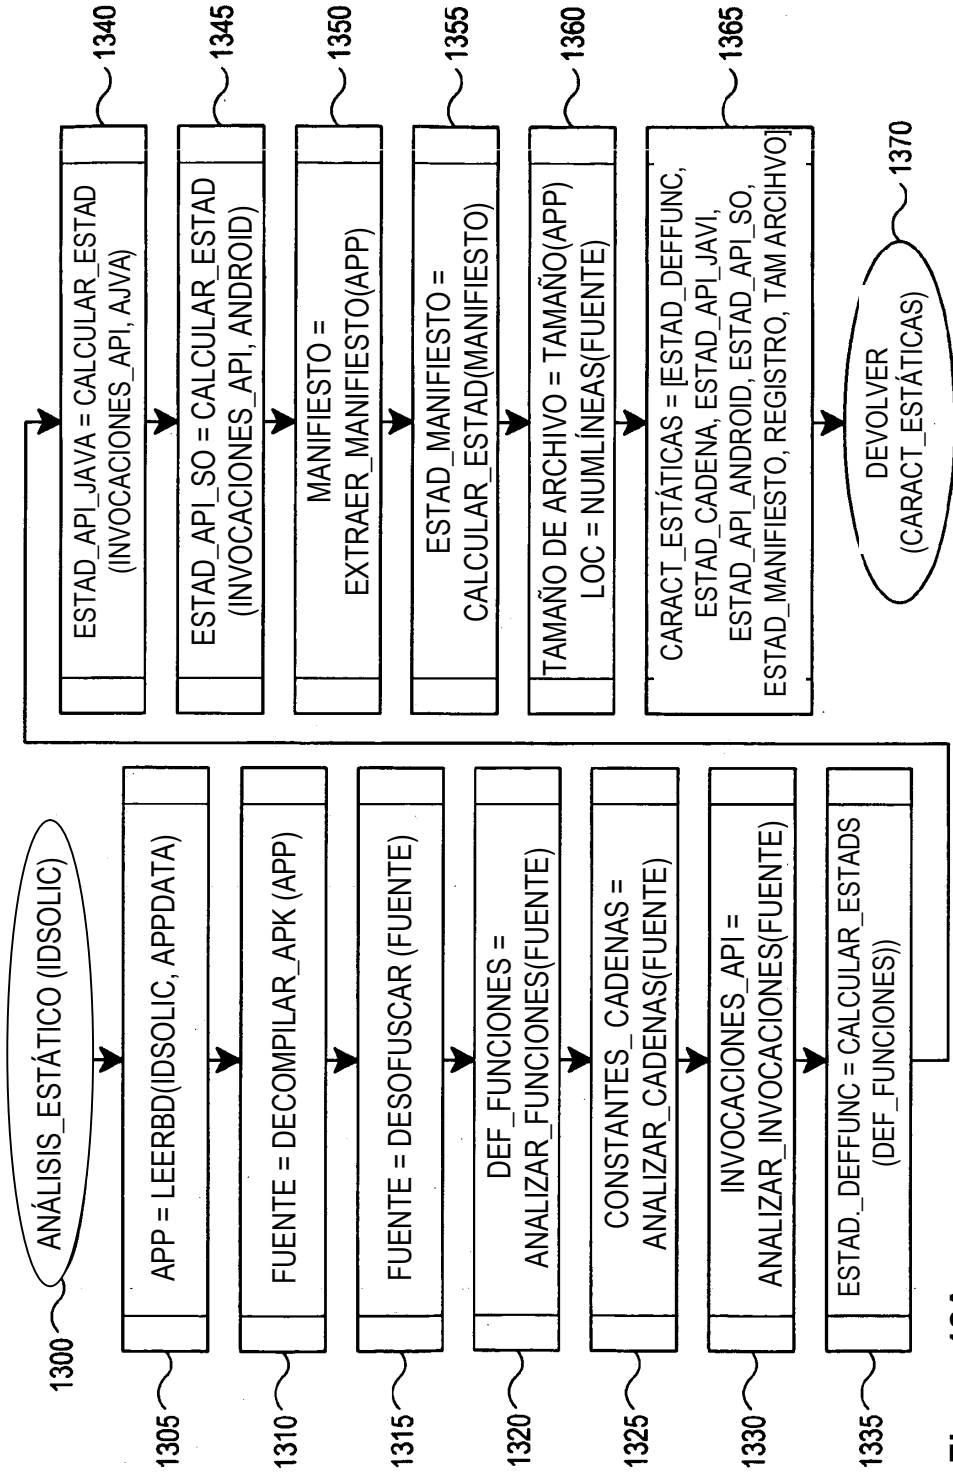 ANÁLISIS_ESTÁTICO (IDSOLIC)
1300
APP = LEERBD(IDSOLIC, APPDATA)
1305
FUENTE = DECOMPILAR_APK (APP)
1310
FUENTE = DESOFUSCAR (FUENTE)
1315
DEF_FUNCIONES =
ANALIZAR_FUNCIONES(FUENTE)
1320
CONSTANTES_CADENAS =
ANALIZAR_CADENAS(FUENTE)
1325
INVOCACIONES_API =
ANALIZAR_INVOCACIONES(FUENTE)
1330
ESTAD._DEFFUNC = CALCULAR_ESTADS
(DEF_FUNCIONES))
1335
ESTAD_API_JAVA = CALCULAR_ESTAD
(INVOCACIONES_API, AJVA)
1340
ESTAD_API_SO = CALCULAR_ESTAD
(INVOCACIONES_API, ANDROID)
1345
MANIFIESTO =
EXTRAER_MANIFIESTO(APP)
1350
ESTAD_MANIFIESTO =
CALCULAR_ESTAD(MANIFIESTO)
1355
TAMAÑO DE ARCHIVO = TAMAÑO(APP)
LOC = NUMLÍNEAS(FUENTE)
1360
CARACT_ESTÁTICAS = [ESTAD_DEFFUNC,
ESTAD_CADENA, ESTAD_API_JAVI,
ESTAD_API_ANDROID, ESTAD_API_SO,
ESTAD_MANIFIESTO, REGISTRO, TAM ARCIHVO]
1365
DEVOLVER
(CARACT_ESTÁTICAS)
1370